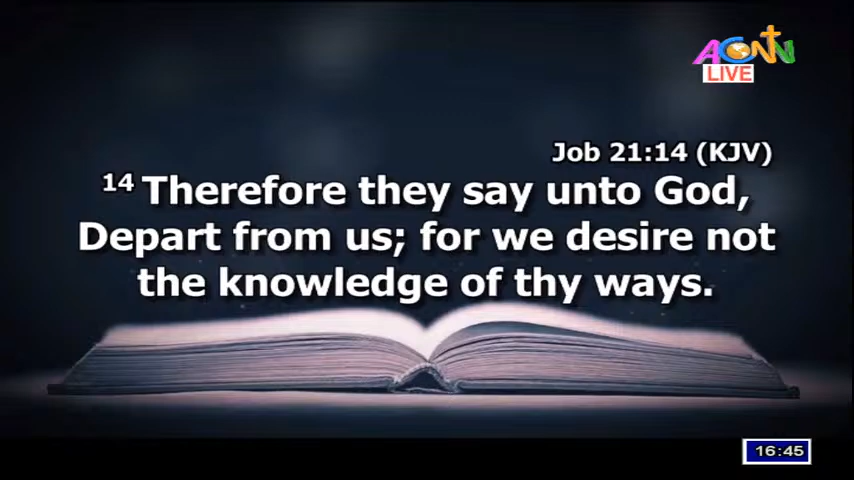 ACNN
LIVE
Job 21:14 (KJV)
14 Therefore they say unto God,
Depart from us; for we desire not
the knowledge of thy ways.
16:45